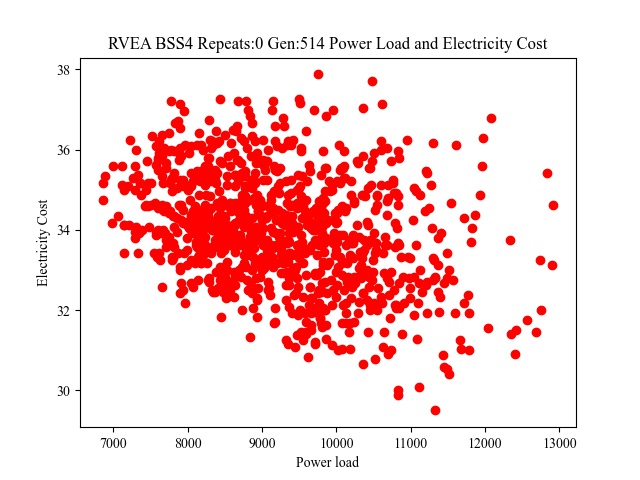 RVEA BSS4 Repeats:0 Gen:514 Power Load and Electricity Cost
38
36
34
32
30
Electricity Cost
7000 8000 9000 10000 11000 12000 13000
Power load